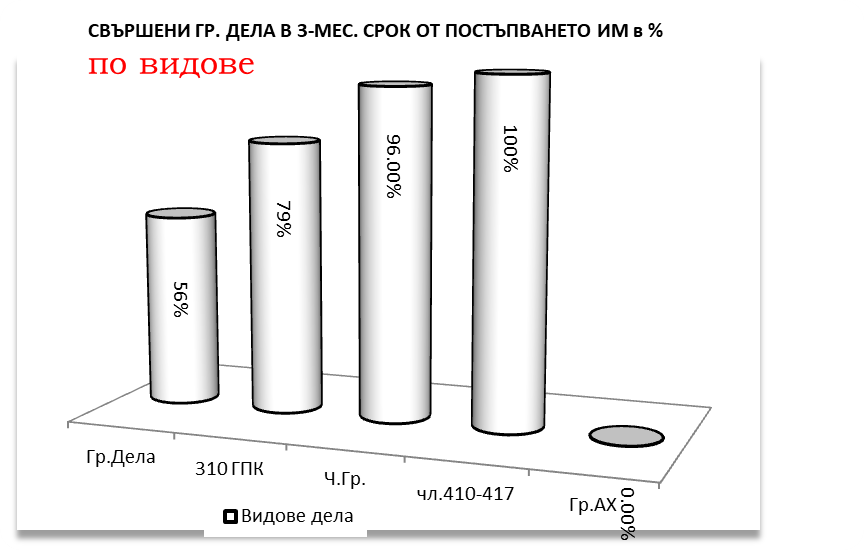 СВЪРШЕНИ ГР. ДЕЛА В 3-МЕС. СРОК ОТ ПОСТЪПВАНЕТО ИМ в %
по видове
56%
79%
96.00%
100%
0.00%
Гр.Дела
310 ГПК
Ч.Гр.
чл.410-417
Гр.АХ
Видове дела